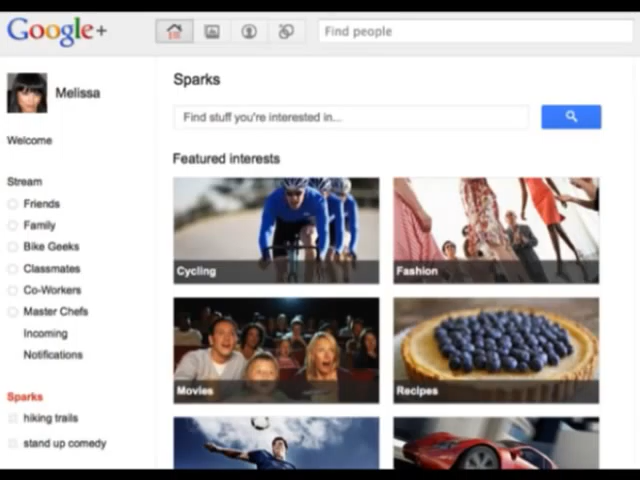 Google+
Find people
Melissa
Welcome
Stream
Friends
Family
Bike Geeks
Classmates
Co-Workers
Master Chefs
Incoming
Notifications
Sparks
hiking trails
stand up comedy
Sparks
Find stuff you're interested in...
Featured interests
Cycling
Fashion
Movies
Recipes